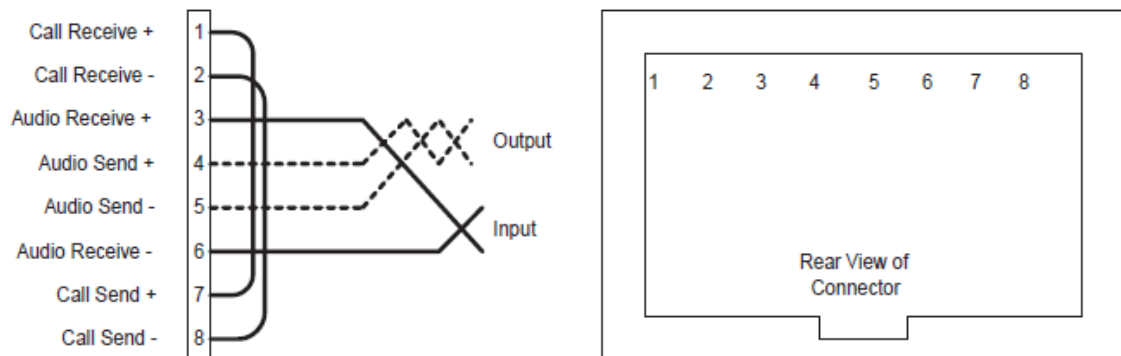 Call Receive + 1
Call Receive - 2
Audio Receive + 3
Audio Send + 4
Audio Send - 5
Audio Receive - 6
Call Send + 7
Call Send - 8
Output
Input
1 2 3 4 5 6 7 8
Rear View of
Connector